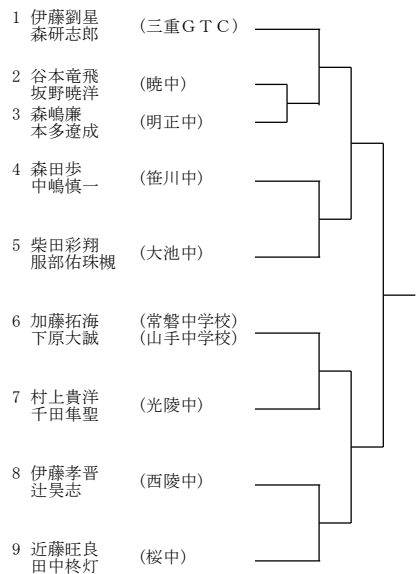 1 伊藤劉星
森研志郎 (三重ＧＴＣ)
2 谷本竜飛
坂野暁洋 (暁中)
3 森嶋廉
本多遼成 (明正中)
4 森田歩
中嶋慎一 (笹川中)
5 柴田彩翔
服部佑珠槻 (大池中)
6 加藤拓海 (常磐中学校)
下原大誠 (山手中学校)
7 村上貴洋
千田隼聖 (光陵中)
8 伊藤孝晋
辻昊志 (西陵中)
9 近藤旺良
田中柊灯 (桜中)